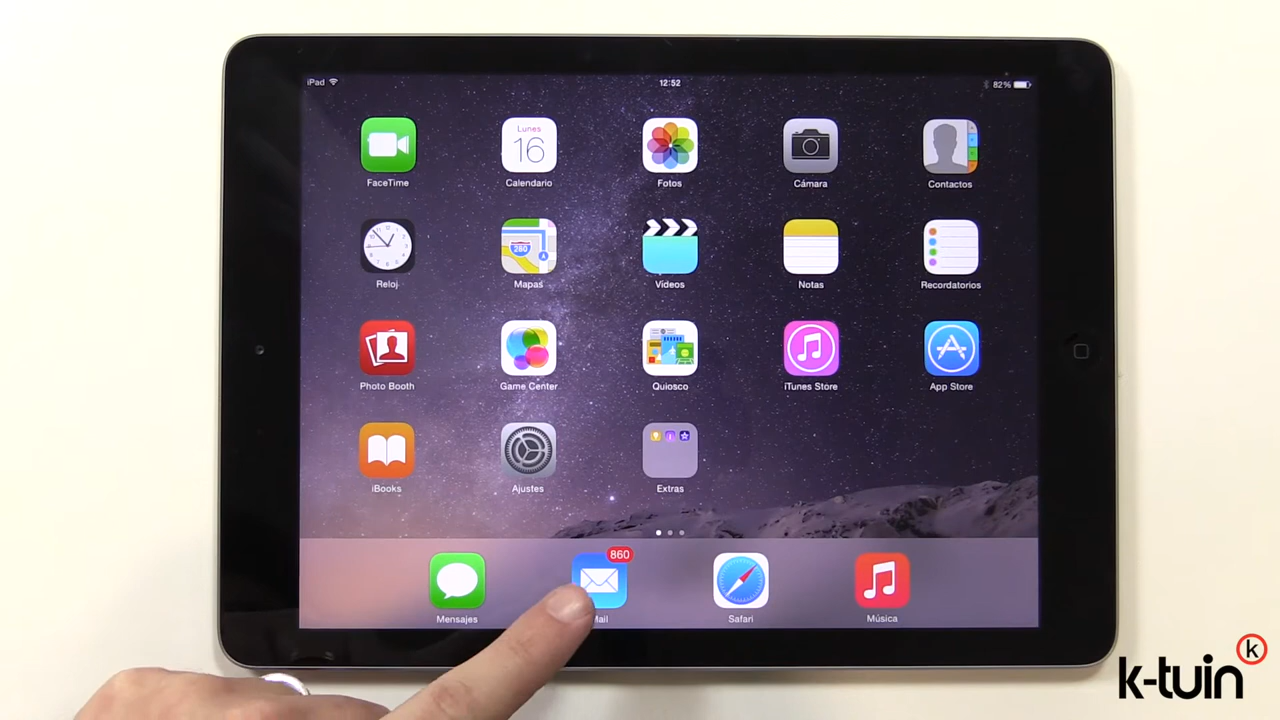 iPad
12:52
82%
Lunes
16
FaceTime
Calendario
Fotos
Cámara
Contactos
280
Reloj
Mapas
Vídeos
Notas
Recordatorios
Photo Booth
Game Center
Quiosco
iTunes Store
App Store
iBooks
Ajustes
Extras
860
Mensajes
Mail
Safari
Música
k-tuin
k